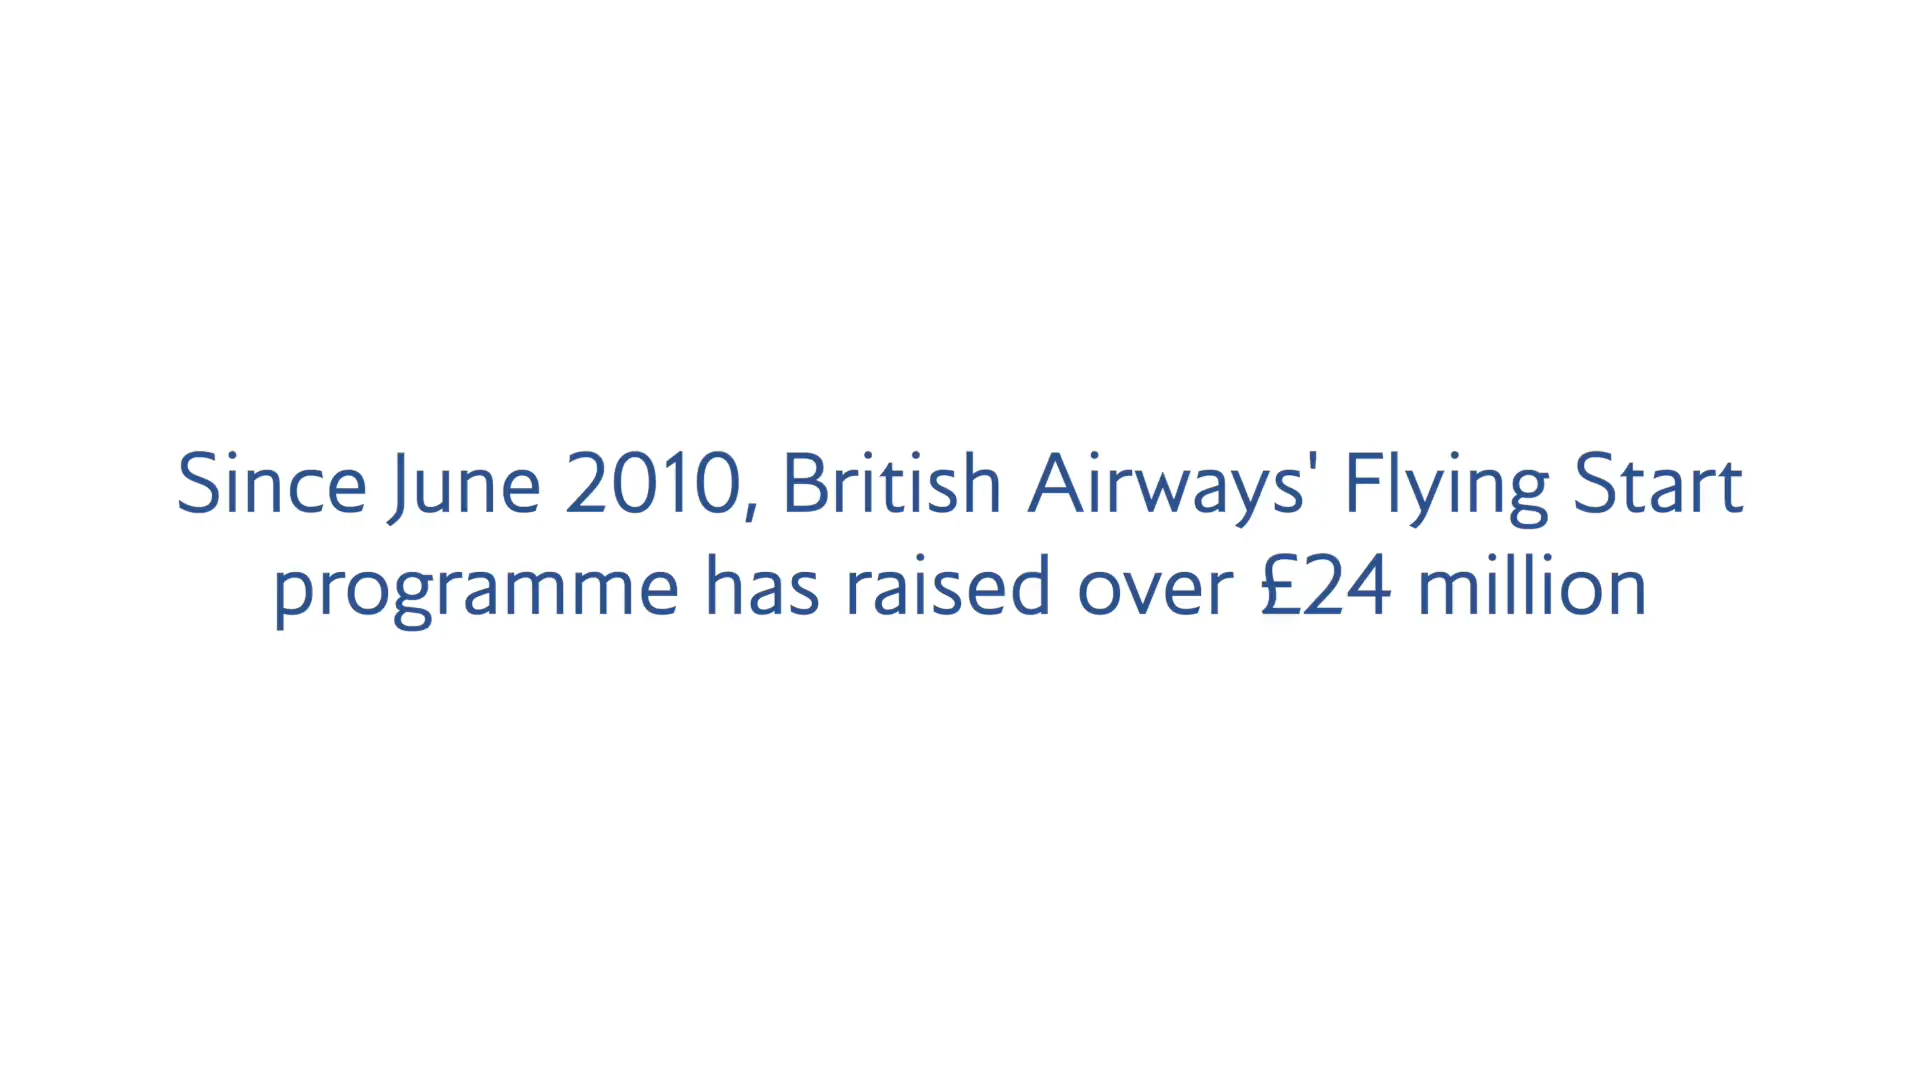 Since June 2010, British Airways' Flying Start
programme has raised over £24 million